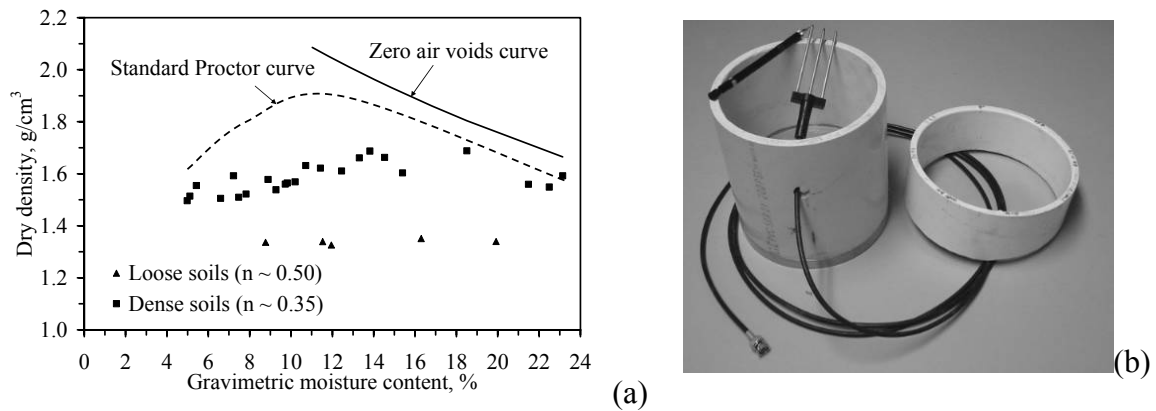 2.2
Zero air voids curve
Standard Proctor curve
2.0
1.8
1.6
1.4
1.2
1.0
Dry density, g/cm³
▲ Loose soils (n ~ 0.50)
■ Dense soils (n ~ 0.35)
0 2 4 6 8 10 12 14 16 18 20 22 24
Gravimetric moisture content, %
(a)
(b)